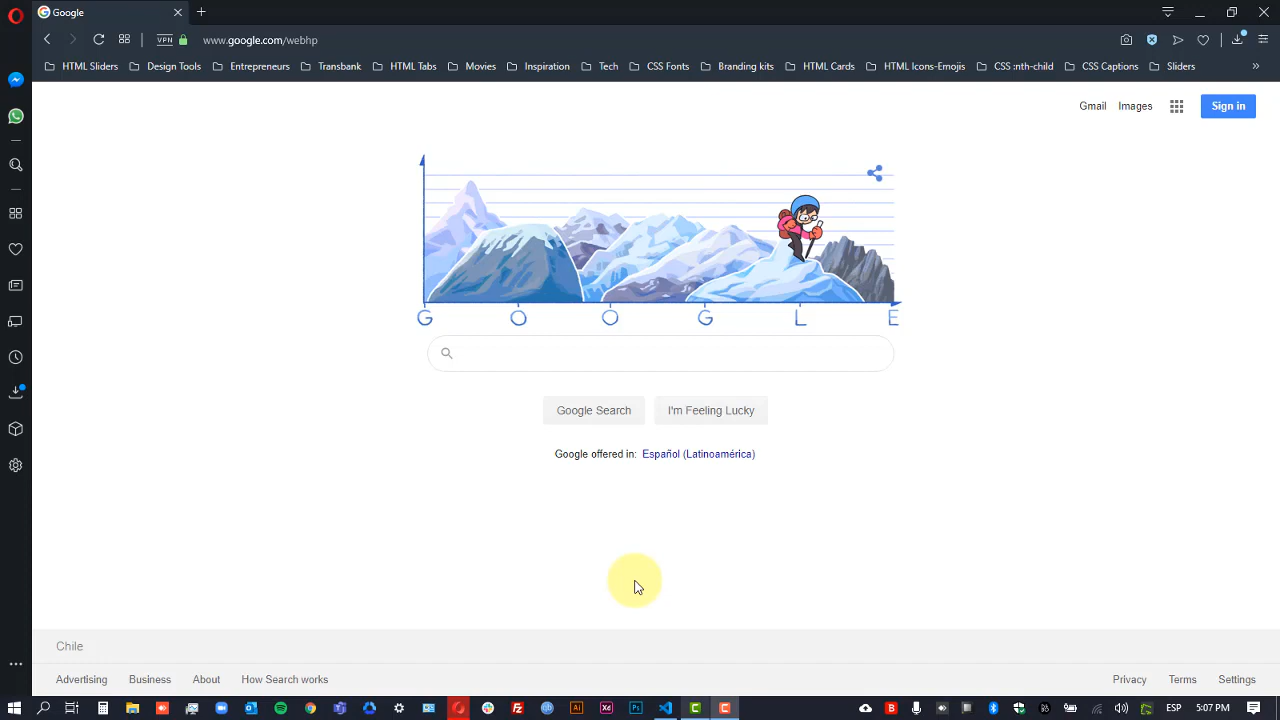 Google
VPN www.google.com/webhp
HTML Sliders Design Tools Entrepreneurs Transbank HTML Tabs Movies Inspiration Tech CSS Fonts Branding kits HTML Cards HTML Icons-Emojis CSS :nth-child CSS Captions Sliders
Gmail Images Sign in
G O O G L E
Google Search I'm Feeling Lucky
Google offered in: Español (Latinoamérica)
Chile
Advertising Business About How Search works Privacy Terms Settings
ESP 5:07 PM